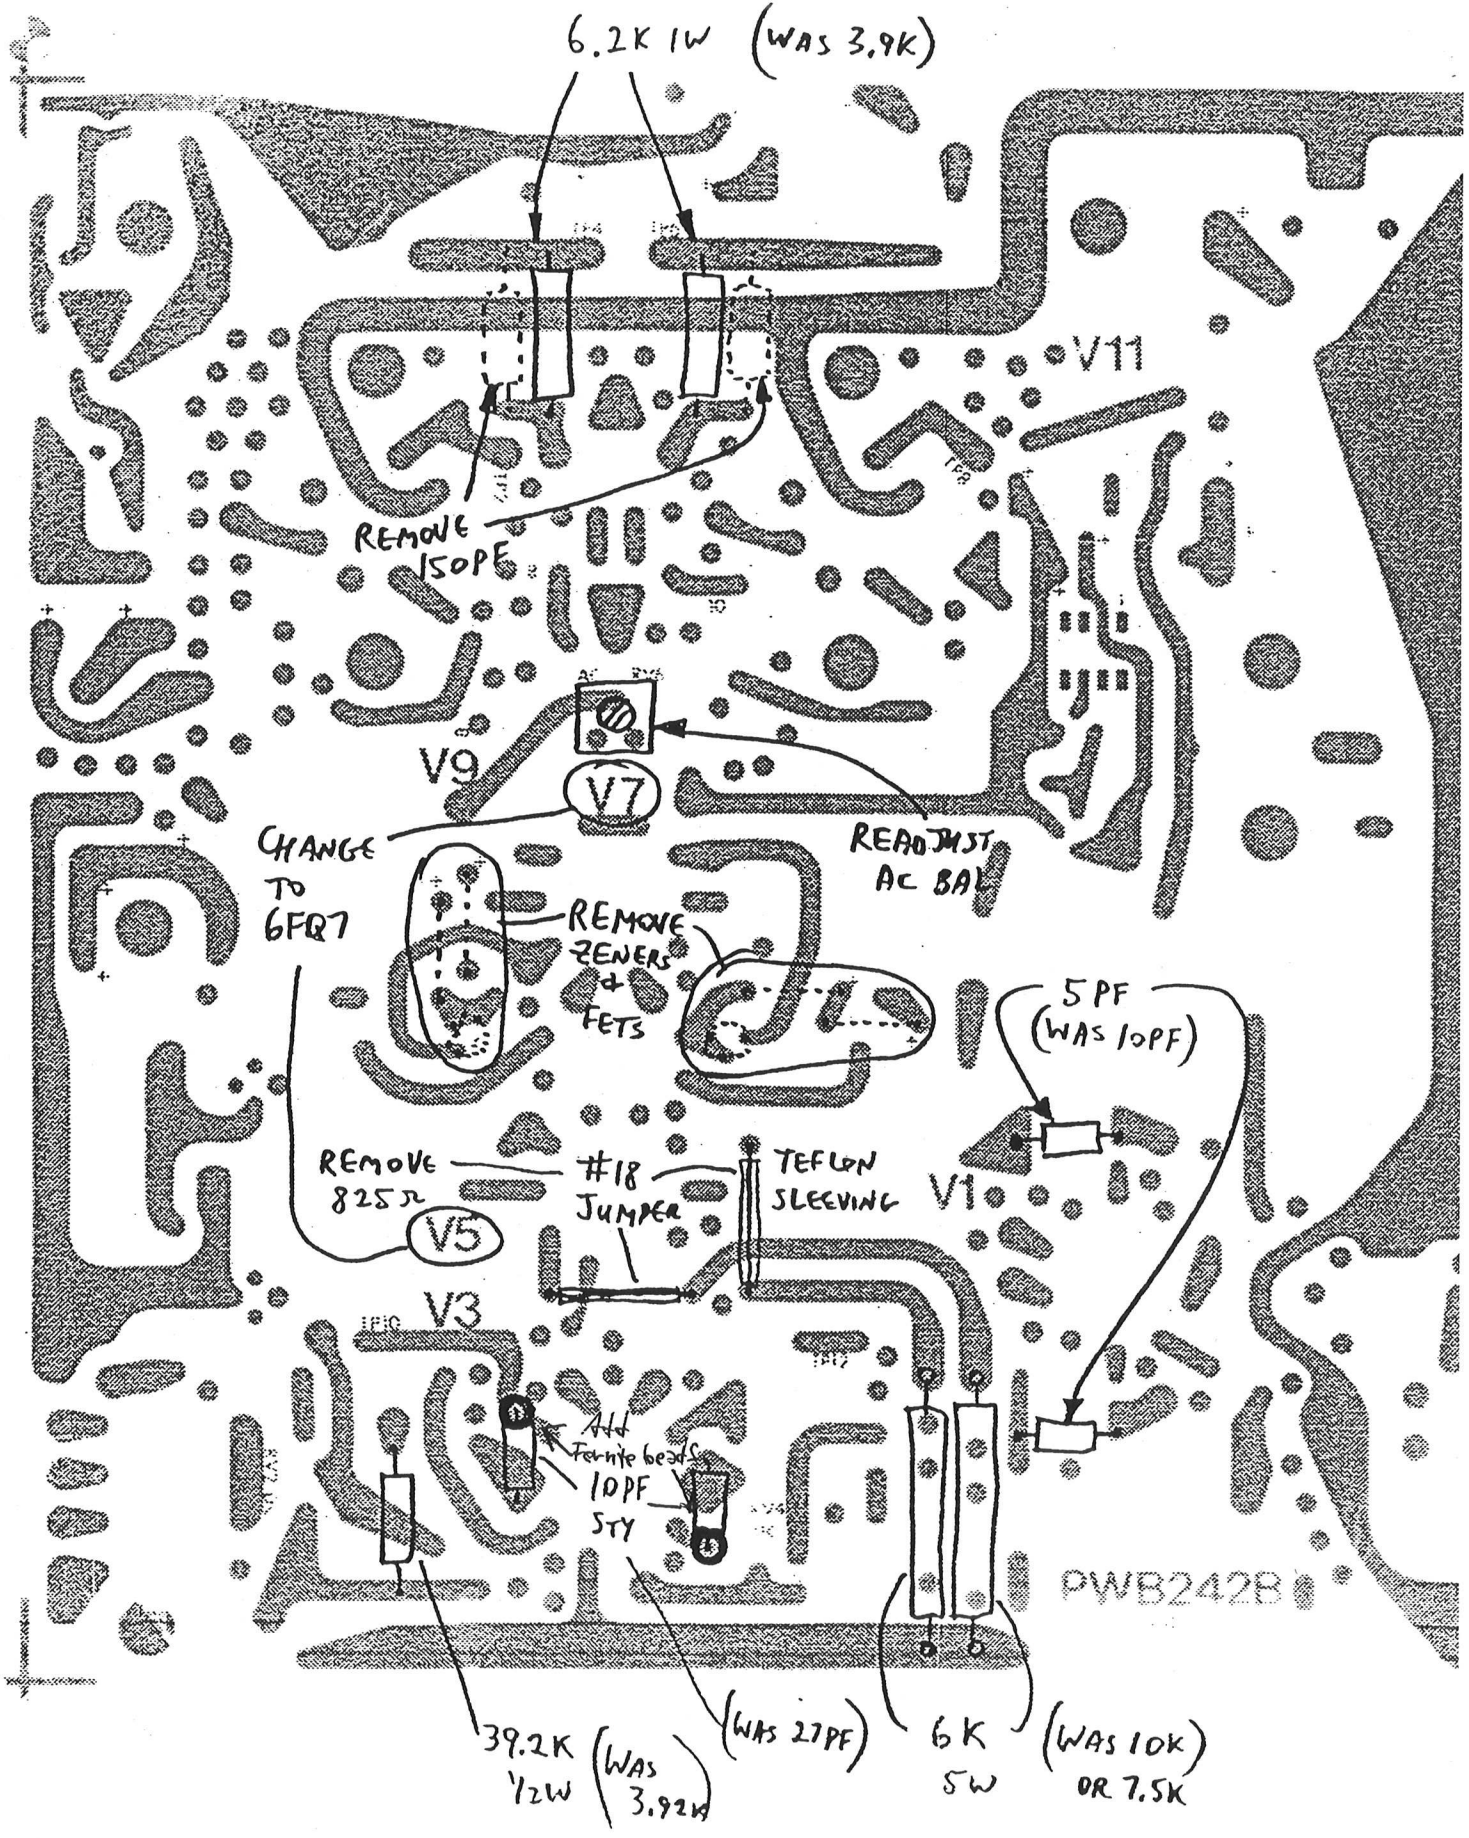 6.2K 1W (WAS 3.9K)
V11
REMOVE
150PF
V9
V7
CHANGE
TO
6FQ7
READJUST
AC BAL
REMOVE
ZENERS
&
FETS
5PF
(WAS 10PF)
REMOVE
825Ω
#18
JUMPER
TEFLON
SLEEVING
V1
V5
V3
Add
Ferrite beads
10PF
STY
PWB242B
39.2K
1/2W
(WAS
3.92K)
(WAS 27PF)
6K
5W
(WAS 10K)
OR 7.5K